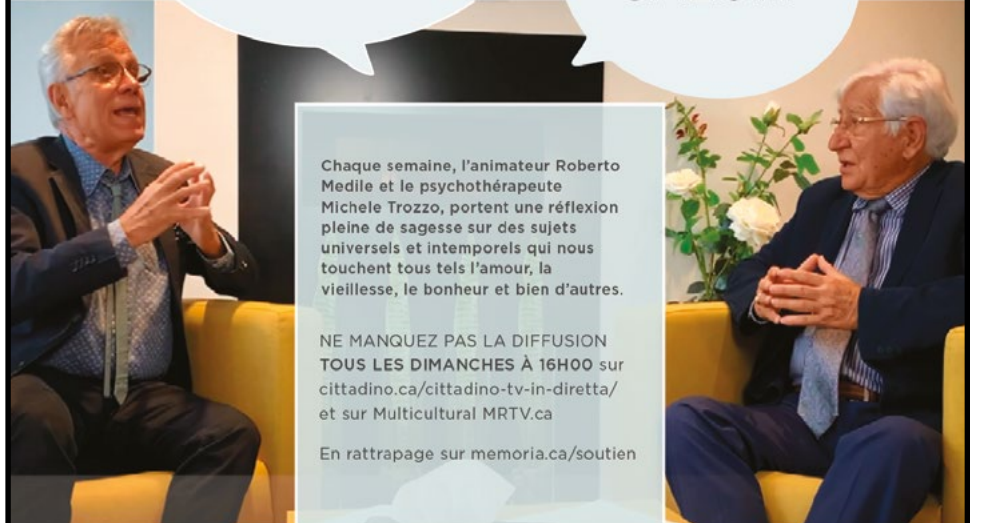 Chaque semaine, l'animateur Roberto
Medile et le psychothérapeute
Michele Trozzo, portent une réflexion
pleine de sagesse sur des sujets
universels et intemporels qui nous
touchent tous tels l'amour, la
vieillesse, le bonheur et bien d'autres.
NE MANQUEZ PAS LA DIFFUSION
TOUS LES DIMANCHES À 16H00 sur
cittadino.ca/cittadino-tv-in-diretta/
et sur Multicultural MRTV.ca
En rattrapage sur memoria.ca/soutien